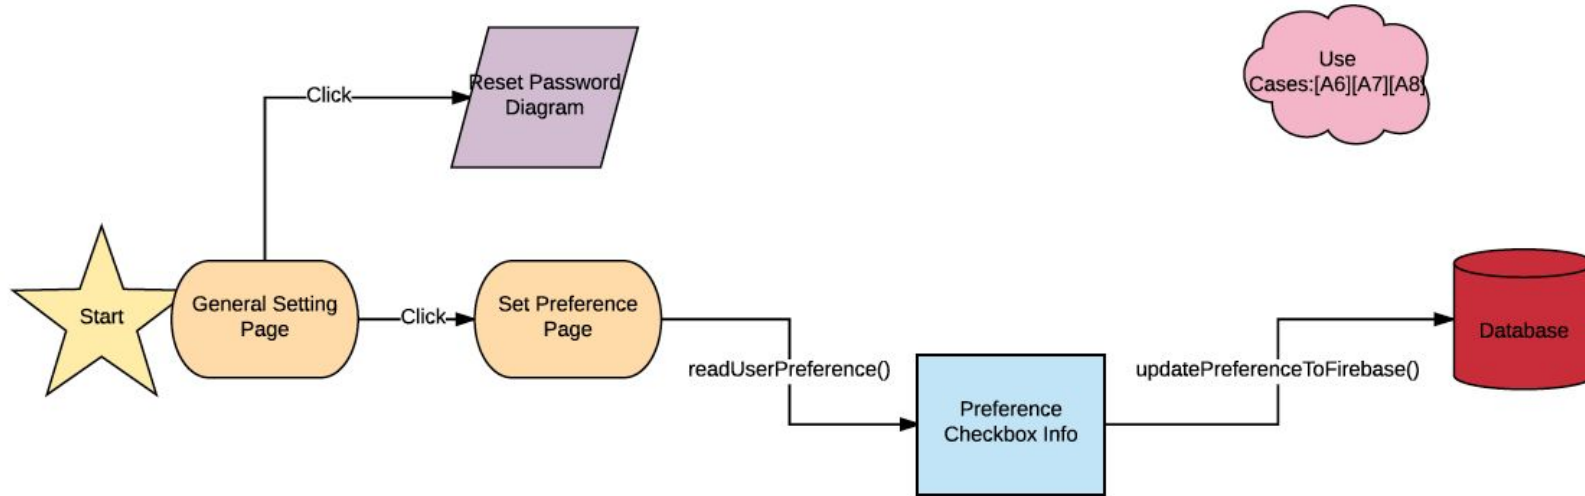 Reset Password
Diagram
Use
Cases:[A6][A7][A8]
Click
Start
General Setting
Page
Click
Set Preference
Page
readUserPreference()
Preference
Checkbox Info
updatePreferenceToFirebase()
Database